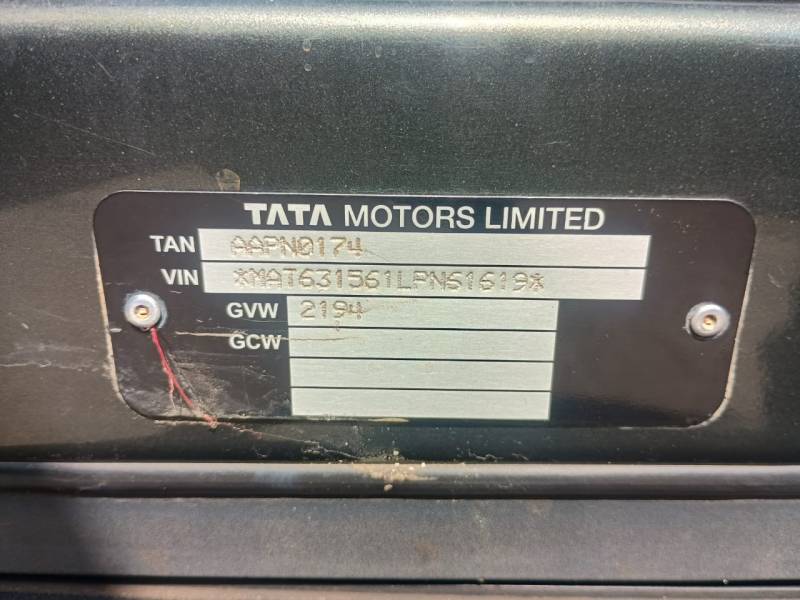 TATA MOTORS LIMITED
TAN AAPN0174
VIN *MAT631561LPN61619*
GVW 2194
GCW